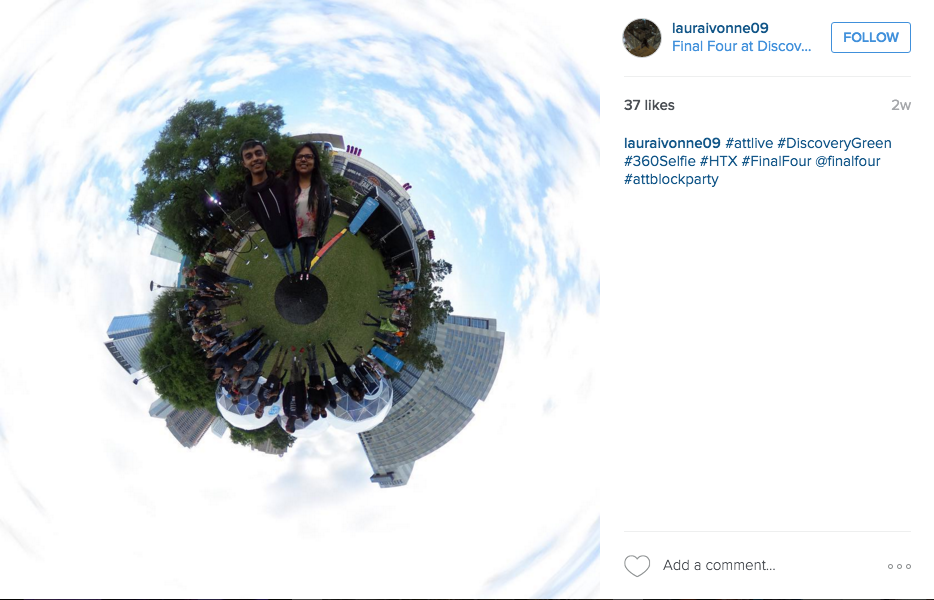 lauraivonne09
Final Four at Discov...
FOLLOW
37 likes
2w
lauraivonne09 #attlive #DiscoveryGreen
#360Selfie #HTX #FinalFour @finalfour
#attblockparty
Add a comment...